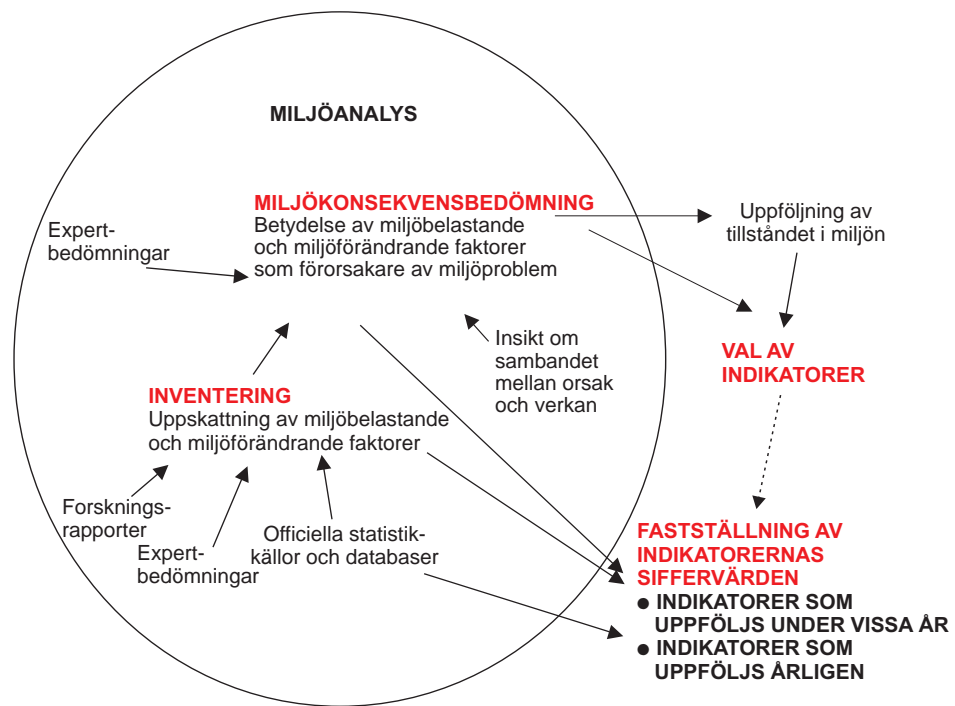 MILJÖANALYS
MILJÖKONSEKVENSBEDÖMNING
Betydelse av miljöbelastande
och miljöförändrande faktorer
som förorsakare av miljöproblem
Expert-
bedömningar
Uppföljning av
tillståndet i miljön
Insikt om
sambandet
mellan orsak
och verkan
VAL AV
INDIKATORER
INVENTERING
Uppskattning av miljöbelastande
och miljöförändrande faktorer
Forsknings-
rapporter
Expert-
bedömningar
Officiella statistik-
källor och databaser
FASTSTÄLLNING AV
INDIKATORERNAS
SIFFERVÄRDEN
● INDIKATORER SOM
UPPFÖLJS UNDER VISSA ÅR
● INDIKATORER SOM
UPPFÖLJS ÅRLIGEN